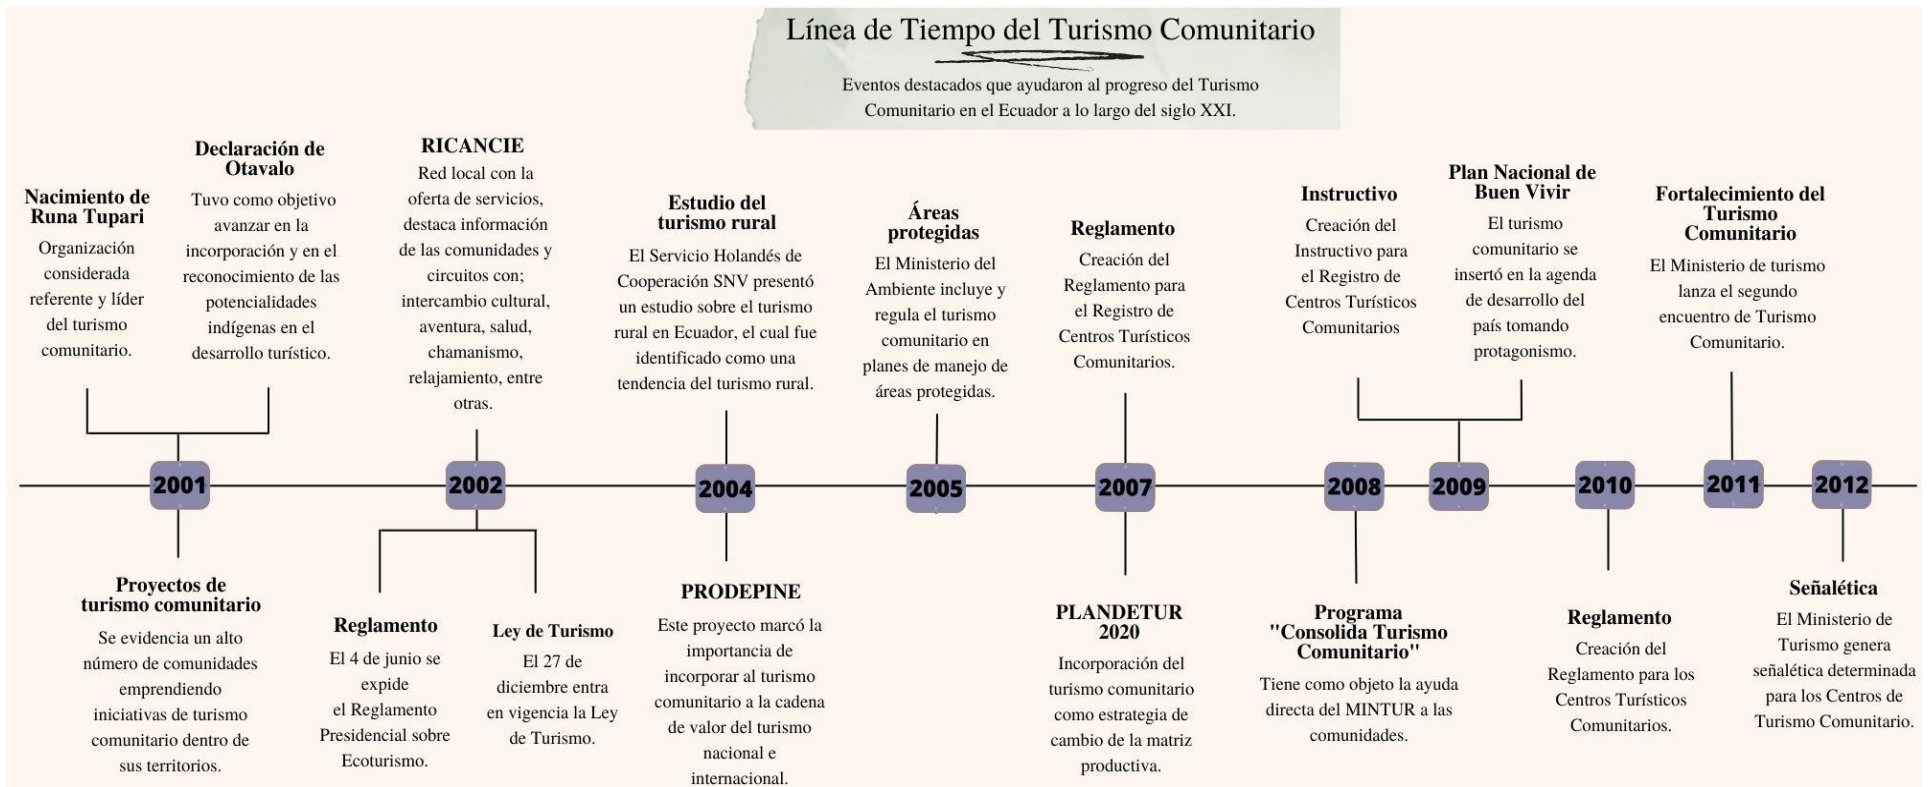 Línea de Tiempo del Turismo Comunitario
Eventos destacados que ayudaron al progreso del Turismo
Comunitario en el Ecuador a lo largo del siglo XXI.
Nacimiento de
Runa Tupari
Organización
considerada
referente y líder
del turismo
comunitario.
Declaración de
Otavalo
Tuvo como objetivo
avanzar en la
incorporación y en el
reconocimiento de las
potencialidades
indígenas en el
desarrollo turístico.
RICANCIE
Red local con la
oferta de servicios,
destaca información
de las comunidades y
circuitos con;
intercambio cultural,
aventura, salud,
chamanismo,
relajamiento, entre
otras.
Estudio del
turismo rural
El Servicio Holandés de
Cooperación SNV presentó
un estudio sobre el turismo
rural en Ecuador, el cual fue
identificado como una
tendencia del turismo rural.
Áreas
protegidas
El Ministerio del
Ambiente incluye y
regula el turismo
comunitario en
planes de manejo de
áreas protegidas.
Reglamento
Creación del
Reglamento para
el Registro de
Centros Turísticos
Comunitarios.
Instructivo
Creación del
Instructivo para
el Registro de
Centros Turísticos
Comunitarios
Plan Nacional de
Buen Vivir
El turismo
comunitario se
insertó en la agenda
de desarrollo del
país tomando
protagonismo.
Fortalecimiento del
Turismo
Comunitario
El Ministerio de turismo
lanza el segundo
encuentro de Turismo
Comunitario.
2001
2002
2004
2005
2007
2008
2009
2010
2011
2012
Proyectos de
turismo comunitario
Se evidencia un alto
número de comunidades
emprendiendo
iniciativas de turismo
comunitario dentro de
sus territorios.
Reglamento
El 4 de junio se
expide
el Reglamento
Presidencial sobre
Ecoturismo.
Ley de Turismo
El 27 de
diciembre entra
en vigencia la Ley
de Turismo.
PRODEPINE
Este proyecto marcó la
importancia de
incorporar al turismo
comunitario a la cadena
de valor del turismo
nacional e
internacional.
PLANDETUR
2020
Incorporación del
turismo comunitario
como estrategia de
cambio de la matriz
productiva.
Programa
"Consolida Turismo
Comunitario"
Tiene como objeto la ayuda
directa del MINTUR a las
comunidades.
Reglamento
Creación del
Reglamento para los
Centros Turísticos
Comunitarios.
Señalética
El Ministerio de
Turismo genera
señalética determinada
para los Centros de
Turismo Comunitario.